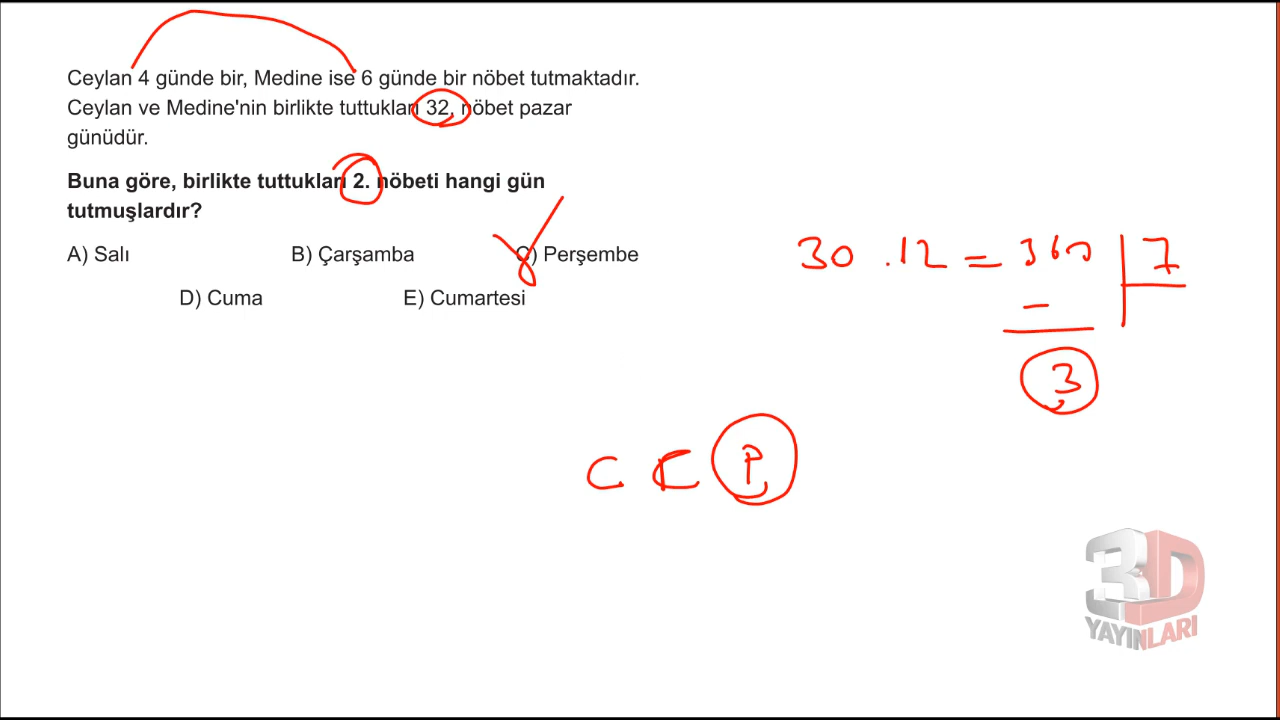 Ceylan 4 günde bir, Medine ise 6 günde bir nöbet tutmaktadır.
Ceylan ve Medine'nin birlikte tuttukları 32. nöbet pazar
günüdür.
Buna göre, birlikte tuttukları 2. nöbeti hangi gün
tutmuşlardır?
A) Salı B) Çarşamba C) Perşembe
D) Cuma E) Cumartesi
30 . 12 = 360 7
-
3
C C P
3D
YAYINLARI